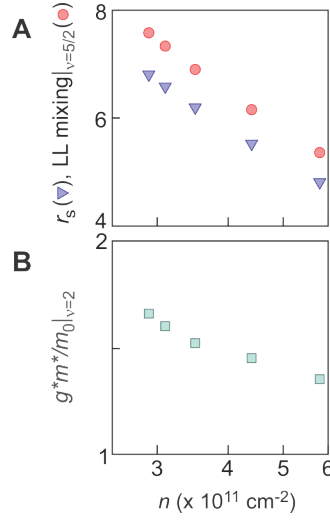 A
8
6
4
r_s(▼), LL mixing|_ν=5/2(●)
B
2
1
g*m*/m_0|_ν=2
3 4 5 6
n (x 10^11 cm^-2)